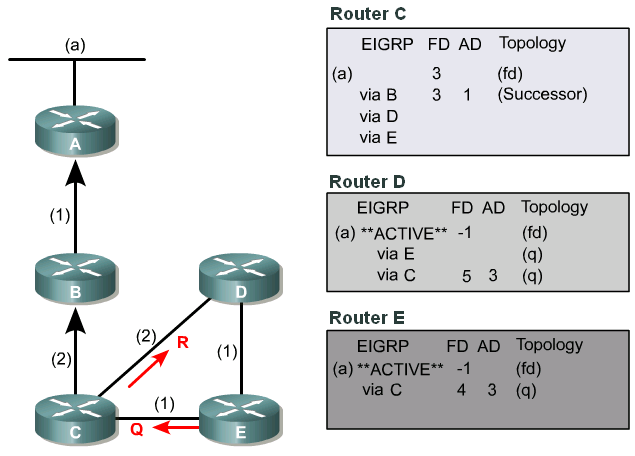 (a)
A
(1)
B
D
(2)
R
(2)
(1)
(1)
C
Q
E
Router C
EIGRP FD AD Topology
(a) 3 (fd)
via B 3 1 (Successor)
via D
via E
Router D
EIGRP FD AD Topology
(a) **ACTIVE** -1 (fd)
via E (q)
via C 5 3 (q)
Router E
EIGRP FD AD Topology
(a) **ACTIVE** -1 (fd)
via C 4 3 (q)